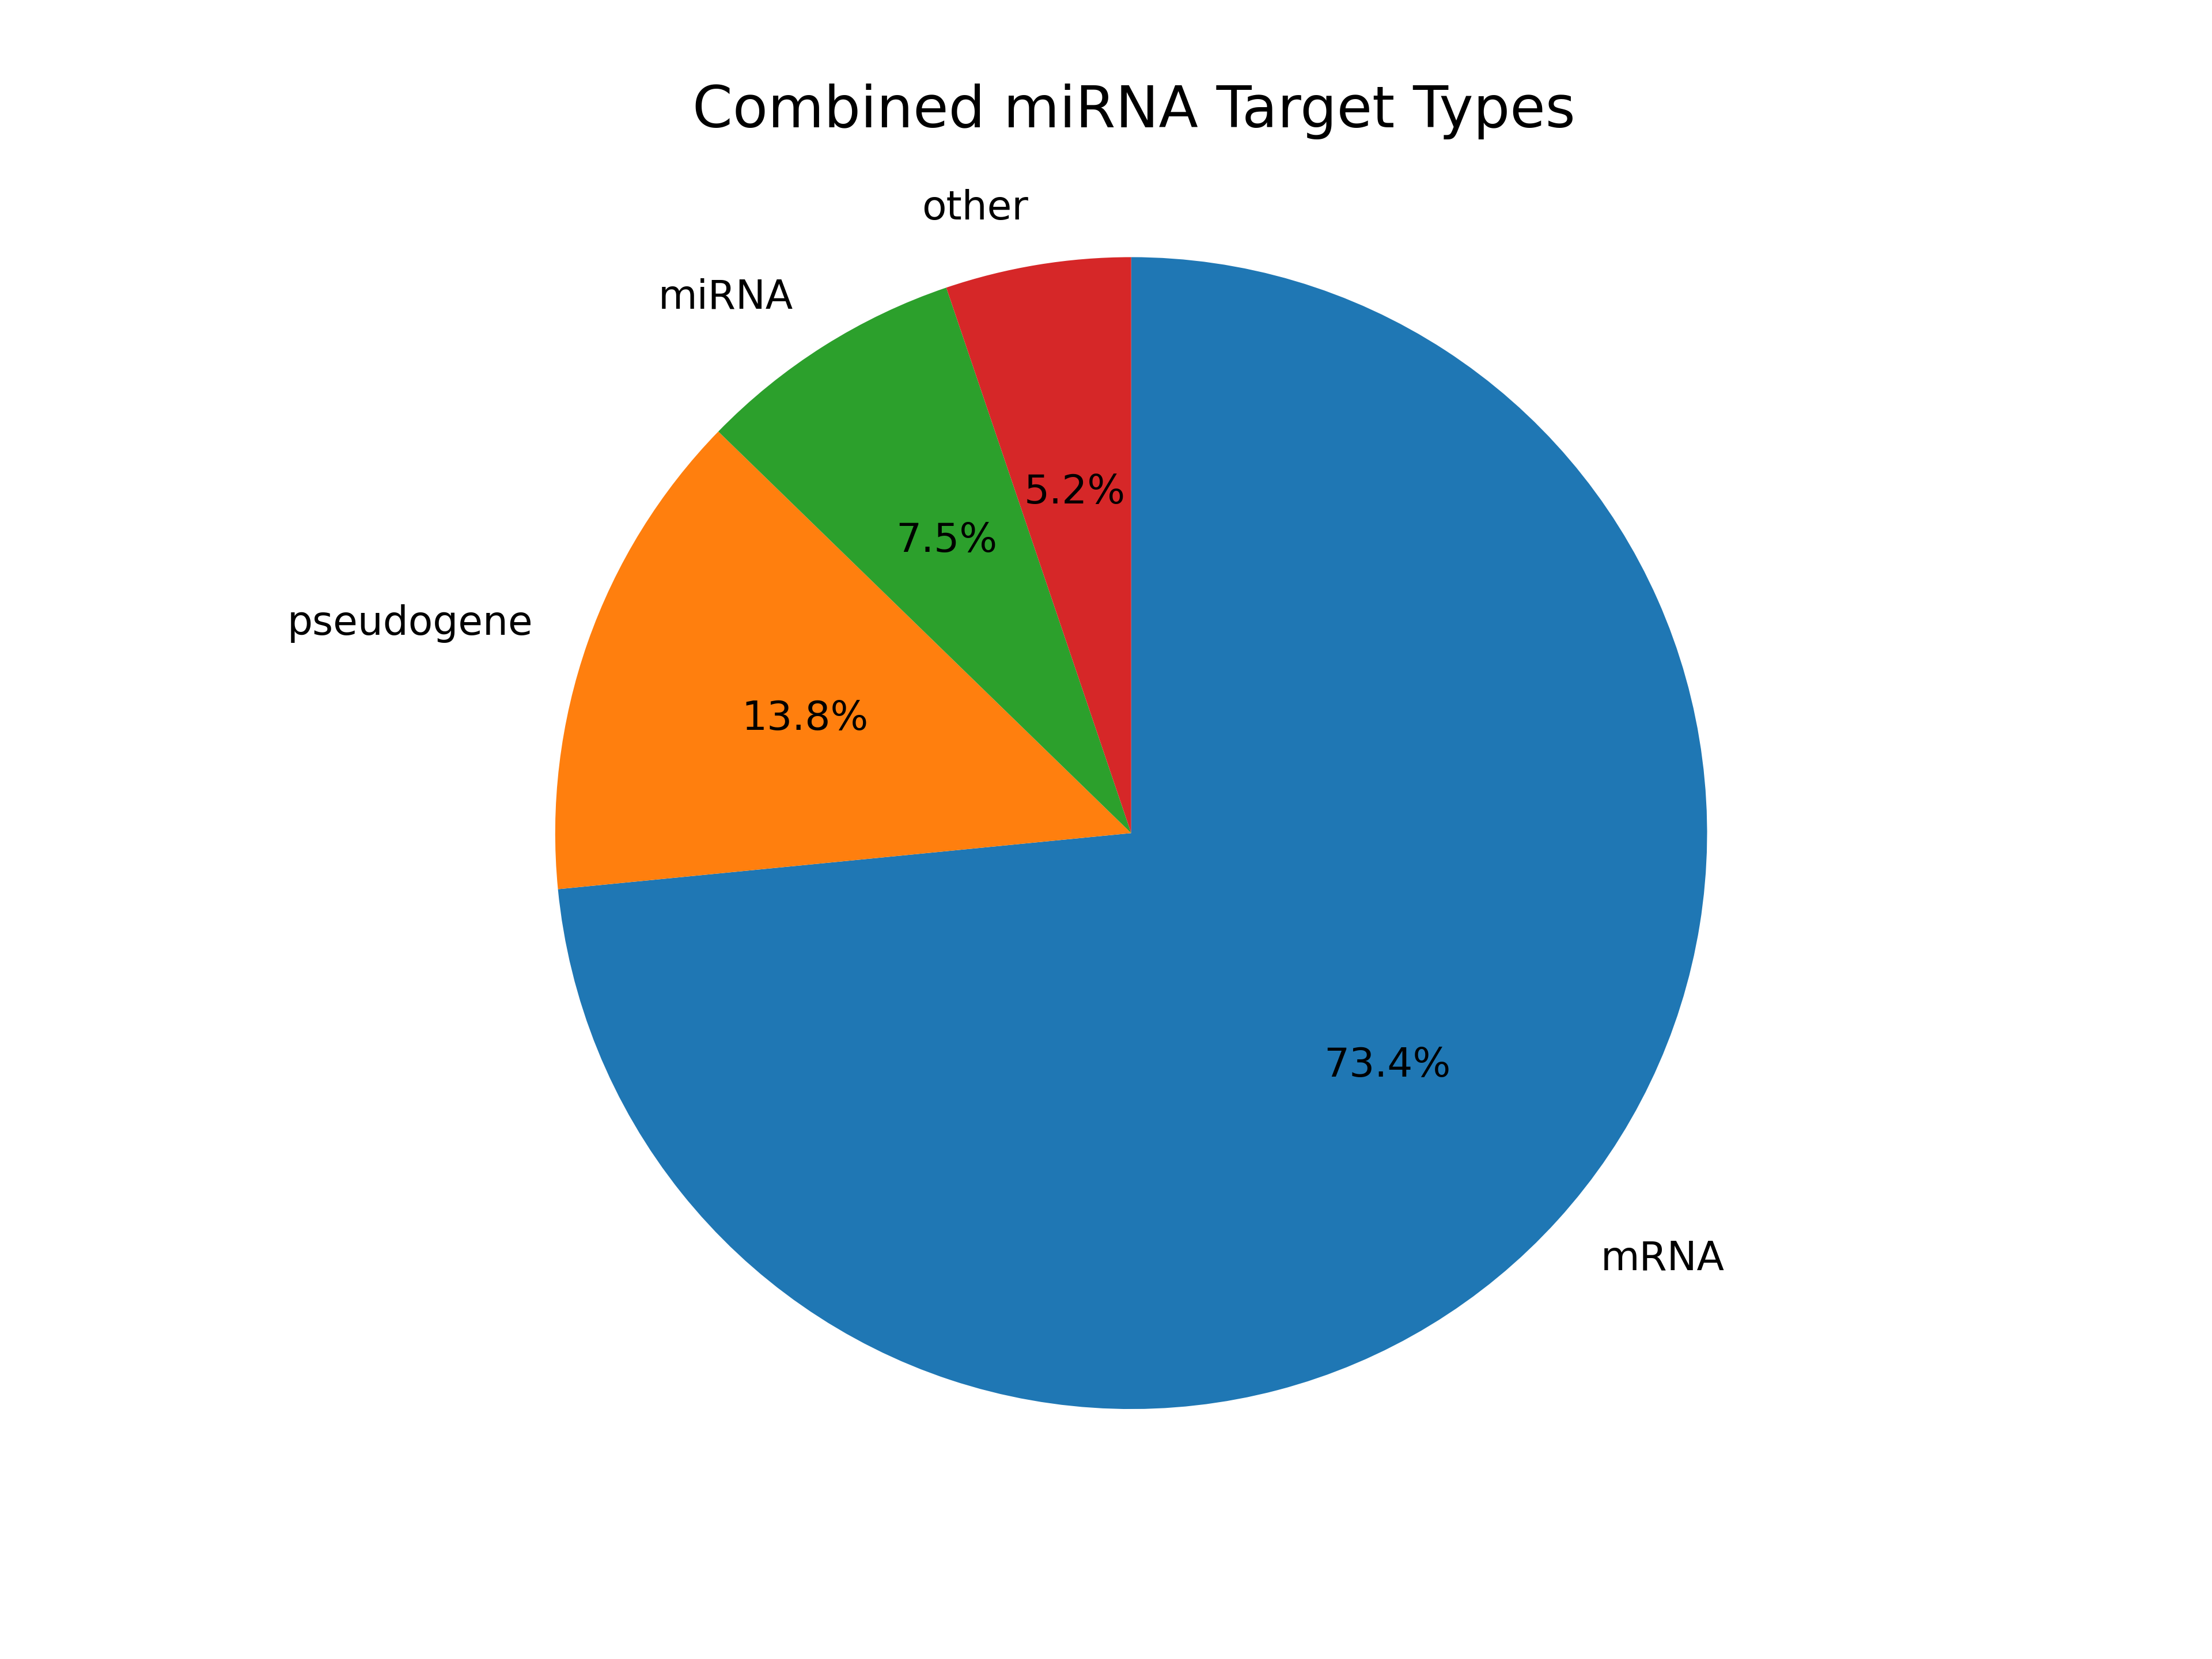 Combined miRNA Target Types
other
miRNA
5.2%
7.5%
pseudogene
13.8%
73.4%
mRNA